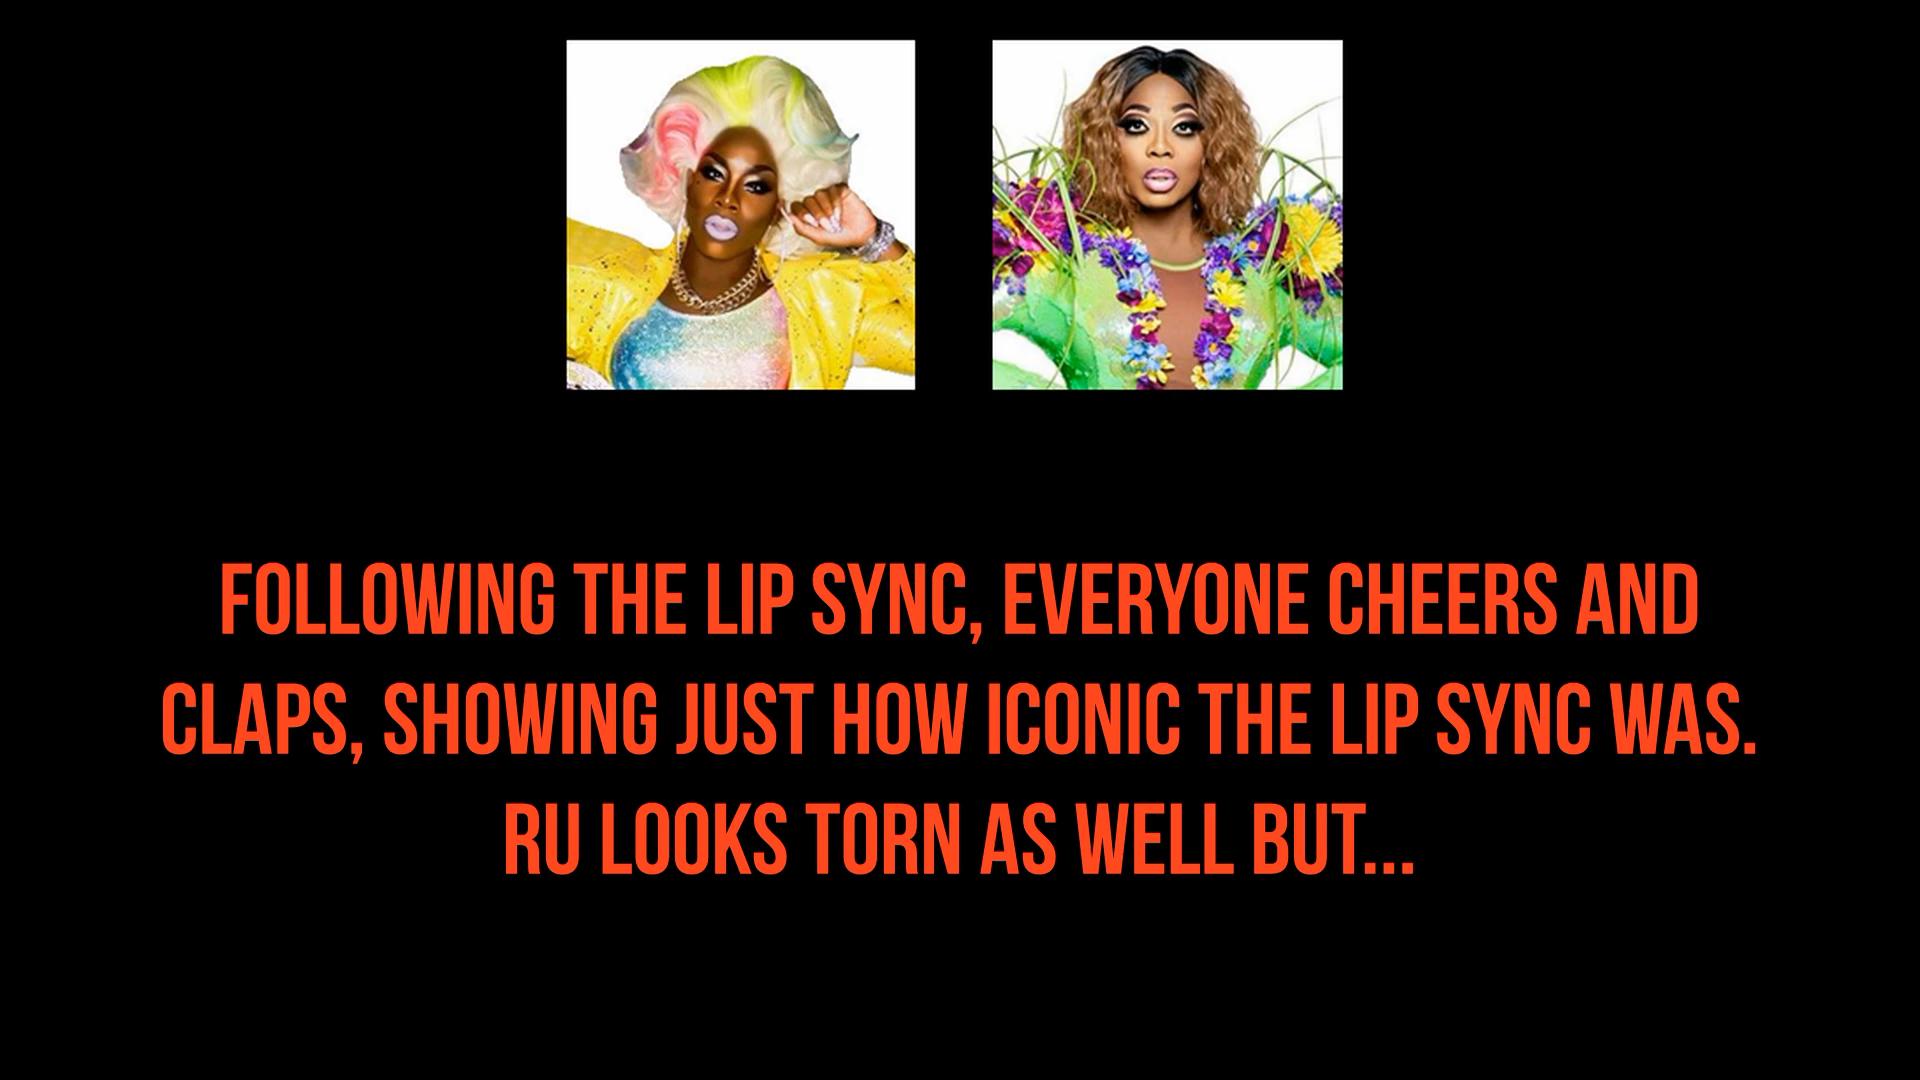 FOLLOWING THE LIP SYNC, EVERYONE CHEERS AND
CLAPS, SHOWING JUST HOW ICONIC THE LIP SYNC WAS.
RU LOOKS TORN AS WELL BUT...